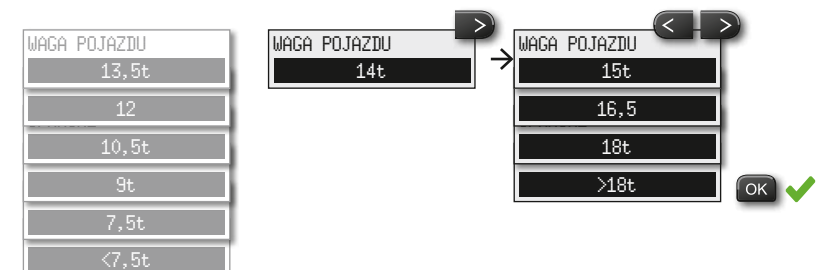 WAGA POJAZDU
13,5t
12
10,5t
9t
7,5t
<7,5t
>
WAGA POJAZDU
14t
< >
WAGA POJAZDU
15t
16,5
18t
>18t
OK